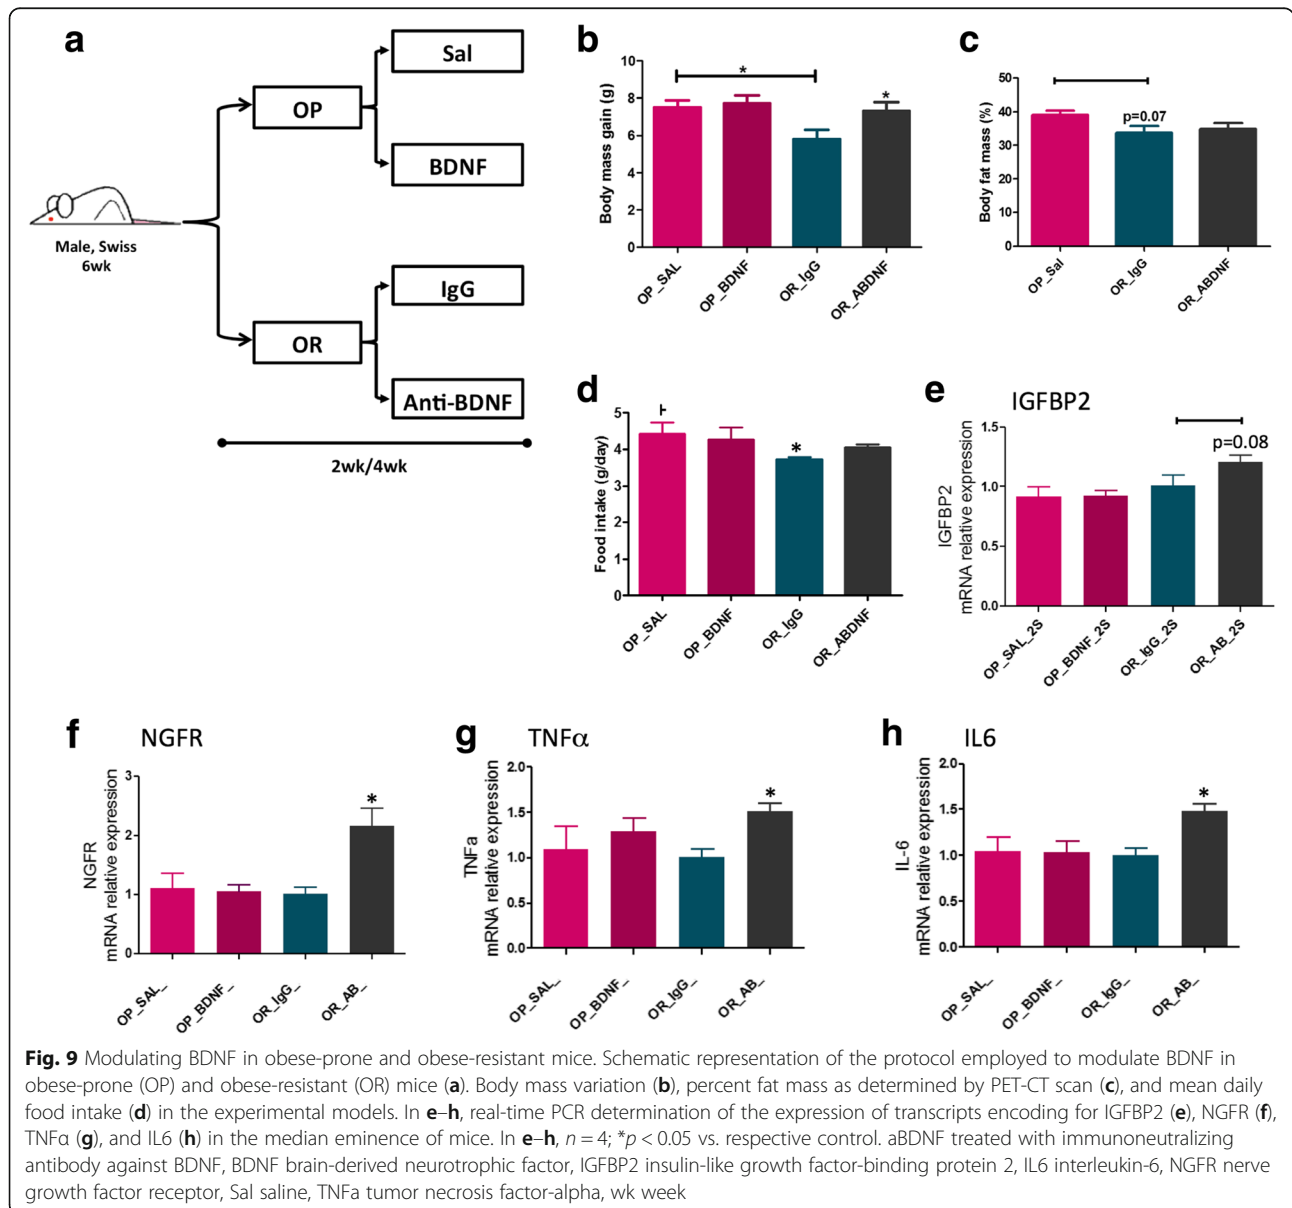 a
Sal
OP
BDNF
Male, Swiss
6wk
IgG
OR
Anti-BDNF
2wk/4wk
b
Body mass gain (g)
10
8
6
4
2
0
*
*
OP_SAL
OP_BDNF
OR_IgG
OR_ABDNF
c
Body fat mass (%)
50
40
30
20
10
0
p=0.07
OP_Sal
OR_IgG
OR_ABDNF
d
Food intake (g/day)
5
4
3
2
1
0
*
OP_SAL
OP_BDNF
OR_IgG
OR_ABDNF
e
IGFBP2
IGFBP2
mRNA relative expression
1.5
1.0
0.5
0.0
p=0.08
OP_SAL_2S
OP_BDNF_2S
OR_IgG_2S
OR_AB_2S
f
NGFR
NGFR
mRNA relative expression
3
2
1
0
*
OP_SAL_
OP_BDNF_
OR_IgG_
OR_AB_
g
TNFα
TNFa
mRNA relative expression
2.0
1.5
1.0
0.5
0.0
*
OP_SAL_
OP_BDNF_
OR_IgG_
OR_AB_
h
IL6
IL-6
mRNA relative expression
2.0
1.5
1.0
0.5
0.0
*
OP_SAL_
OP_BDNF_
OR_IgG_
OR_AB_
Fig. 9 Modulating BDNF in obese-prone and obese-resistant mice. Schematic representation of the protocol employed to modulate BDNF in
obese-prone (OP) and obese-resistant (OR) mice (a). Body mass variation (b), percent fat mass as determined by PET-CT scan (c), and mean daily
food intake (d) in the experimental models. In e–h, real-time PCR determination of the expression of transcripts encoding for IGFBP2 (e), NGFR (f),
TNFα (g), and IL6 (h) in the median eminence of mice. In e–h, n = 4; *p < 0.05 vs. respective control. aBDNF treated with immunoneutralizing
antibody against BDNF, BDNF brain-derived neurotrophic factor, IGFBP2 insulin-like growth factor-binding protein 2, IL6 interleukin-6, NGFR nerve
growth factor receptor, Sal saline, TNFa tumor necrosis factor-alpha, wk week